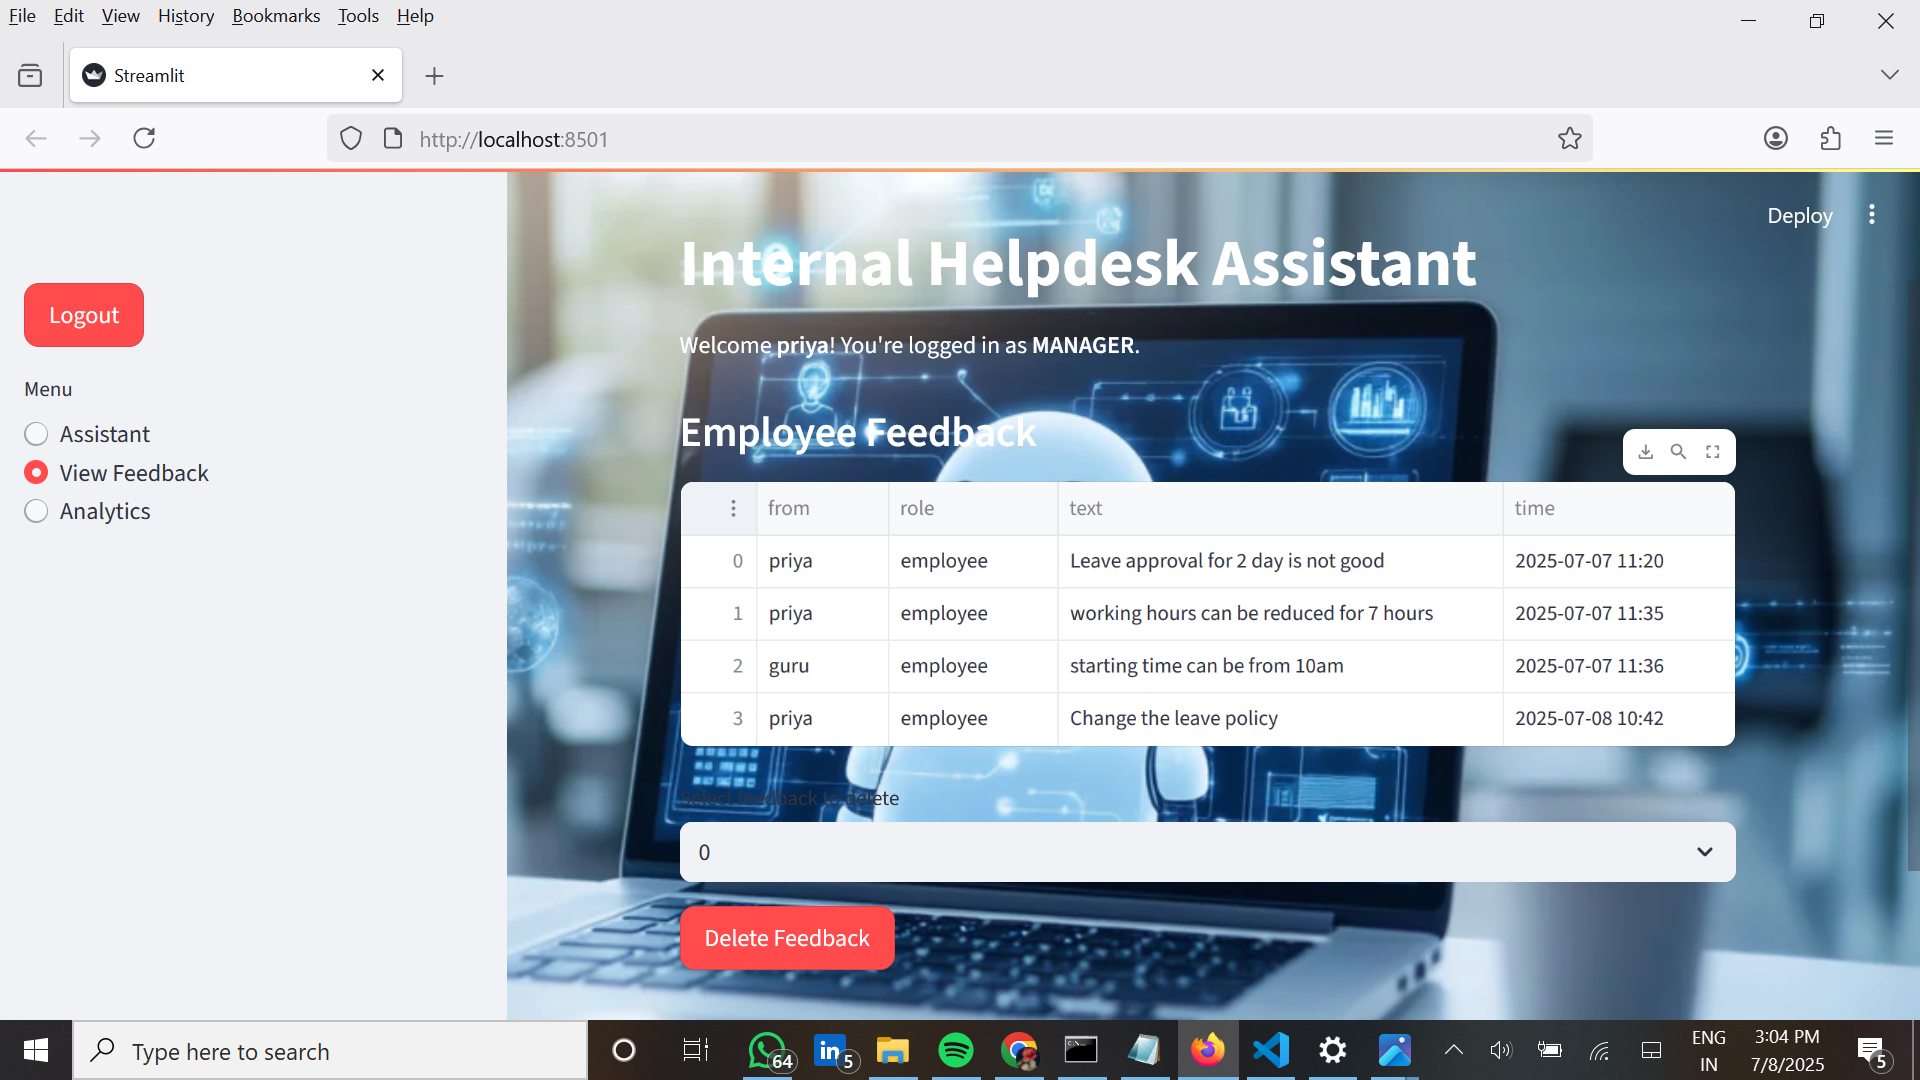 File Edit View History Bookmarks Tools Help
Streamlit
http://localhost:8501
Deploy
Logout
Menu
Assistant
View Feedback
Analytics
Internal Helpdesk Assistant
Welcome priya! You're logged in as MANAGER.
Employee Feedback
from role text time
0 priya employee Leave approval for 2 day is not good 2025-07-07 11:20
1 priya employee working hours can be reduced for 7 hours 2025-07-07 11:35
2 guru employee starting time can be from 10am 2025-07-07 11:36
3 priya employee Change the leave policy 2025-07-08 10:42
Select feedback to delete
0
Delete Feedback
Type here to search
64
in 5
ENG
IN
3:04 PM
7/8/2025
5